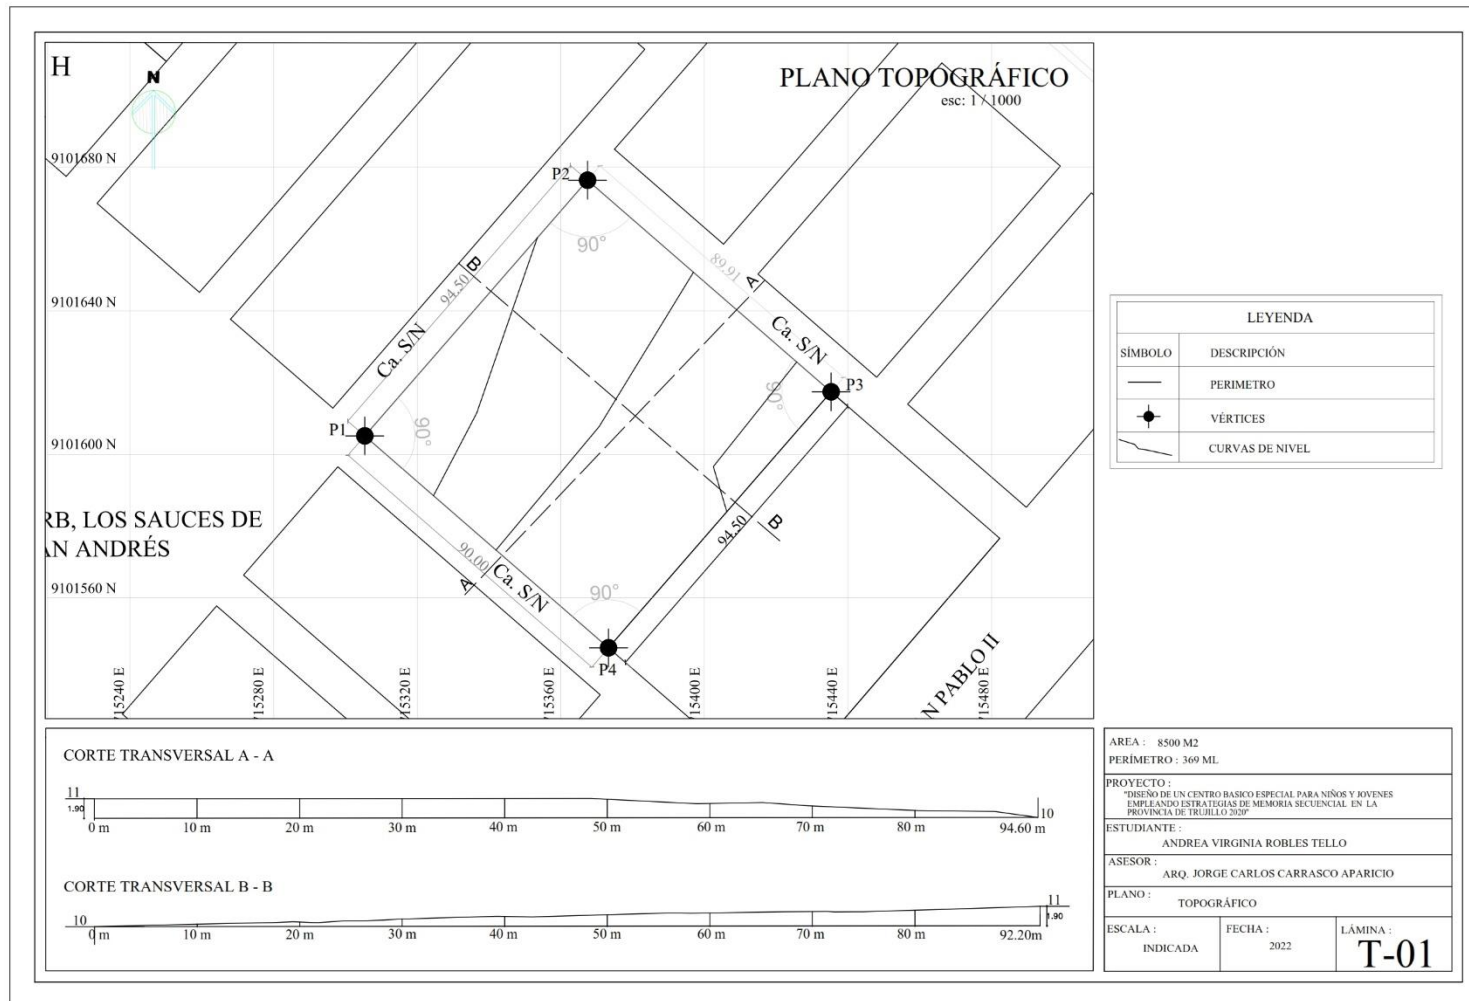 H
N
PLANO TOPOGRÁFICO
esc: 1 / 1000
9101680 N
P2
90°
89.91
A
B
94.50
9101640 N
Ca. S/N
Ca. S/N
P3
90°
P1
90°
9101600 N
RB, LOS SAUCES DE
AN ANDRÉS
94.50
B
90.00
Ca. S/N
A
90°
9101560 N
P4
N PABLO II
715240 E
715280 E
715320 E
715360 E
715400 E
715440 E
715480 E
LEYENDA
SÍMBOLO DESCRIPCIÓN
PERIMETRO
VÉRTICES
CURVAS DE NIVEL
CORTE TRANSVERSAL A - A
11
1.90
10
0 m 10 m 20 m 30 m 40 m 50 m 60 m 70 m 80 m 94.60 m
CORTE TRANSVERSAL B - B
11
10
1.90
0 m 10 m 20 m 30 m 40 m 50 m 60 m 70 m 80 m 92.20m
AREA : 8500 M2
PERÍMETRO : 369 ML
PROYECTO :
"DISEÑO DE UN CENTRO BASICO ESPECIAL PARA NIÑOS Y JOVENES
EMPLEANDO ESTRATEGIAS DE MEMORIA SECUENCIAL EN LA
PROVINCIA DE TRUJILLO 2020"
ESTUDIANTE :
ANDREA VIRGINIA ROBLES TELLO
ASESOR :
ARQ. JORGE CARLOS CARRASCO APARICIO
PLANO :
TOPOGRÁFICO
ESCALA : FECHA : LÁMINA :
INDICADA 2022 T-01